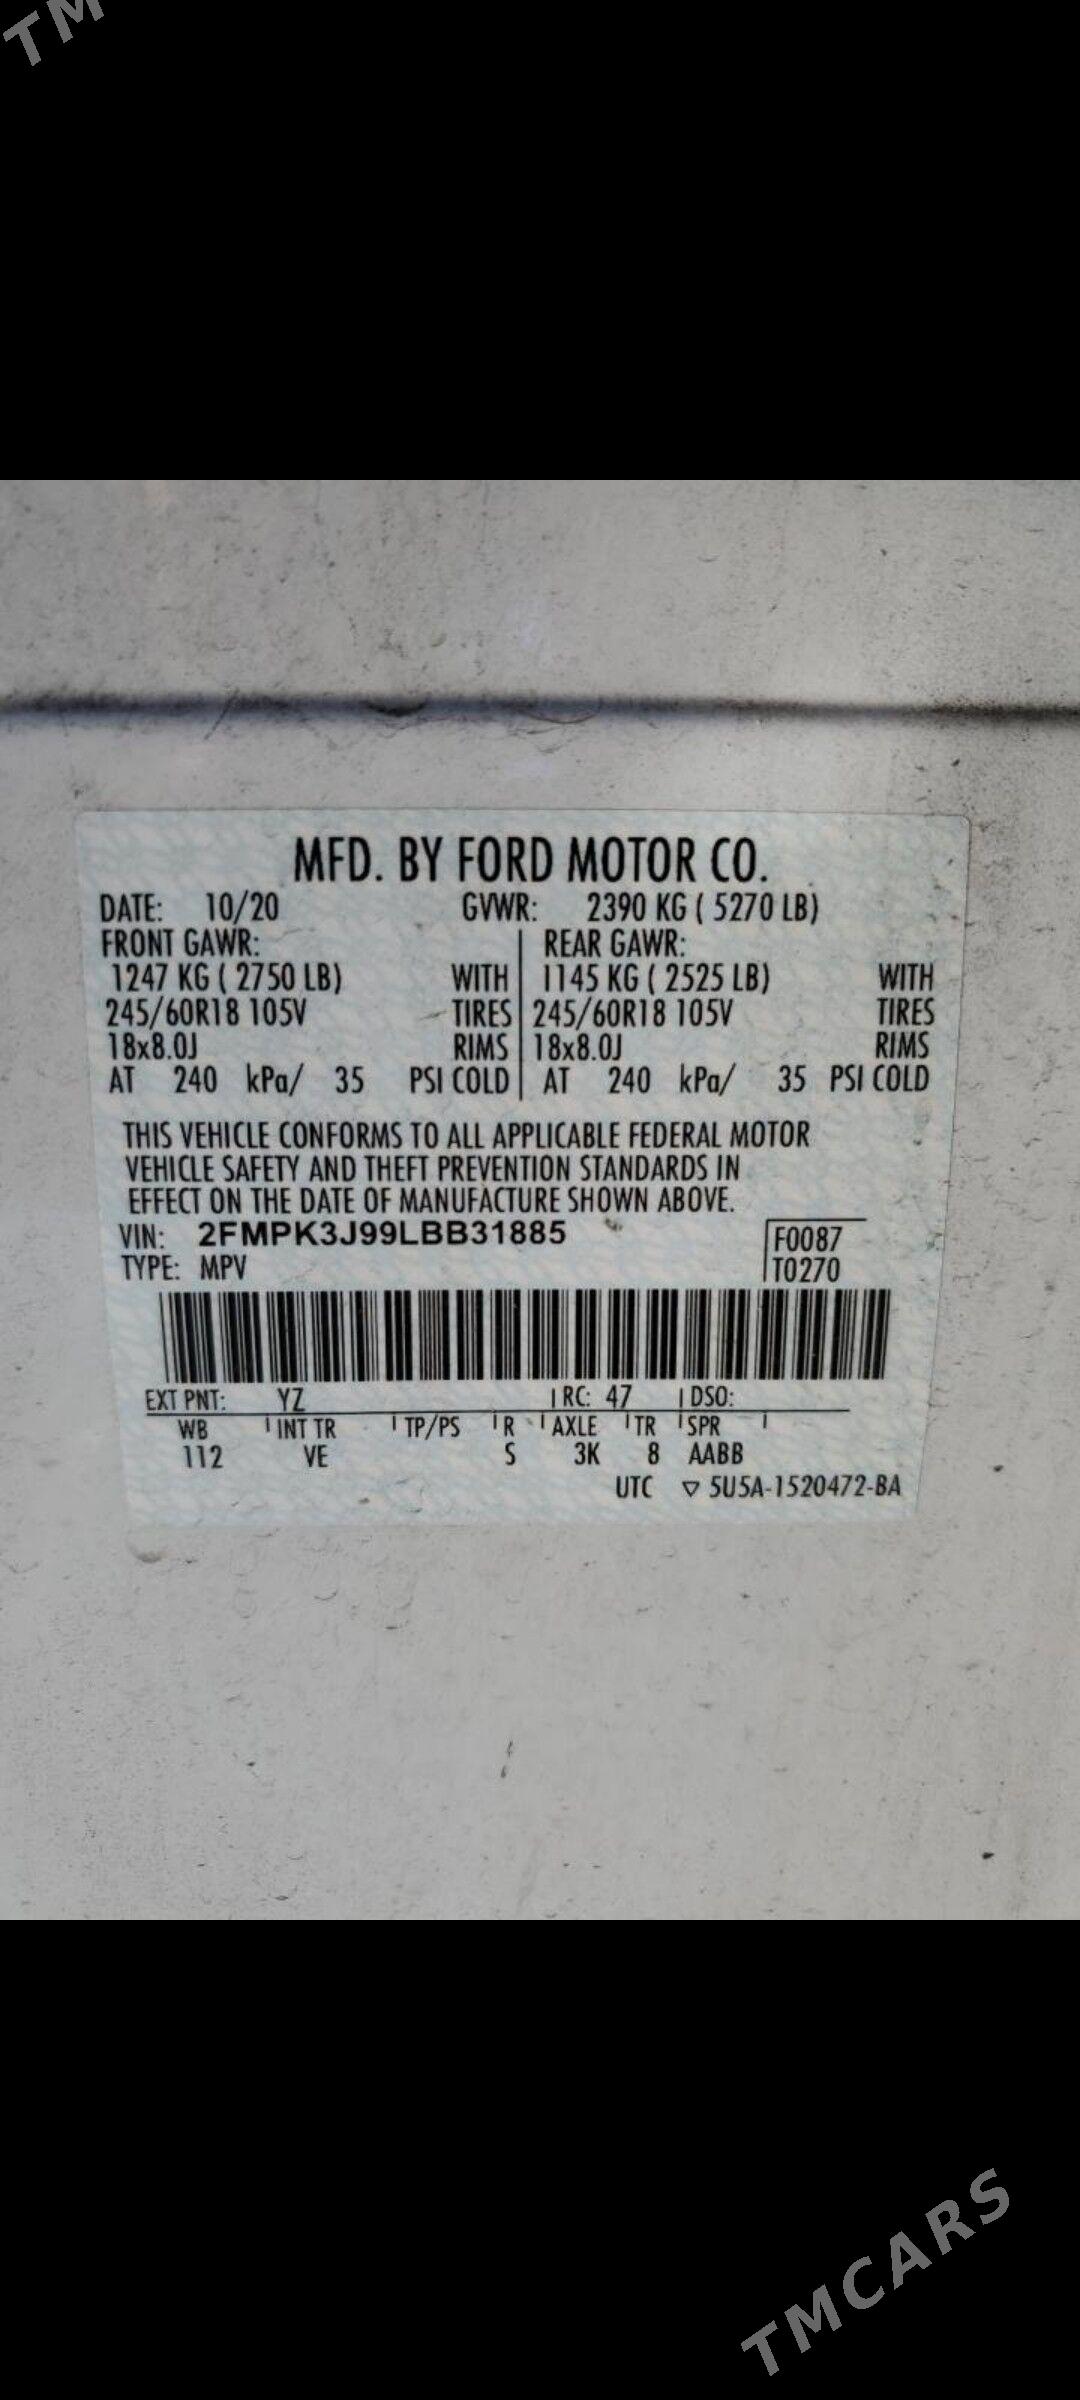 TM
MFD. BY FORD MOTOR CO.
DATE: 10/20 GVWR: 2390 KG ( 5270 LB)
FRONT GAWR: REAR GAWR:
1247 KG ( 2750 LB) WITH 1145 KG ( 2525 LB) WITH
245/60R18 105V TIRES 245/60R18 105V TIRES
18x8.0J RIMS 18x8.0J RIMS
AT 240 kPa/ 35 PSI COLD AT 240 kPa/ 35 PSI COLD
THIS VEHICLE CONFORMS TO ALL APPLICABLE FEDERAL MOTOR
VEHICLE SAFETY AND THEFT PREVENTION STANDARDS IN
EFFECT ON THE DATE OF MANUFACTURE SHOWN ABOVE.
VIN: 2FMPK3J99LBB31885 F0087
TYPE: MPV T0270
EXT PNT: YZ RC: 47 DSO:
WB INT TR TP/PS R AXLE TR SPR
112 VE S 3K 8 AABB
UTC ▽ 5U5A-1520472-BA
TMCARS